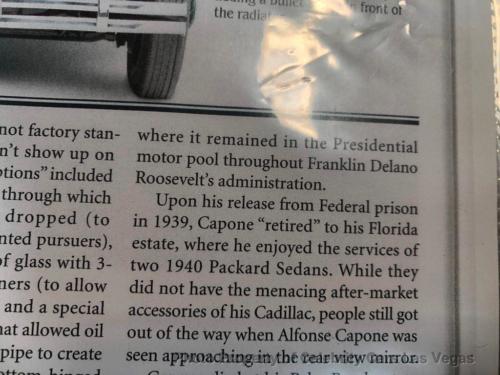 the radiat
front of
not factory stan-
n't show up on
otions" included
through which
dropped (to
nted pursuers),
of glass with 3-
ners (to allow
and a special
hat allowed oil
pipe to create
where it remained in the Presidential
motor pool throughout Franklin Delano
Roosevelt's administration.
Upon his release from Federal prison
in 1939, Capone "retired" to his Florida
estate, where he enjoyed the services of
two 1940 Packard Sedans. While they
did not have the menacing after-market
accessories of his Cadillac, people still got
out of the way when Alfonse Capone was
seen approaching in the rear view mirror.
Las Vegas